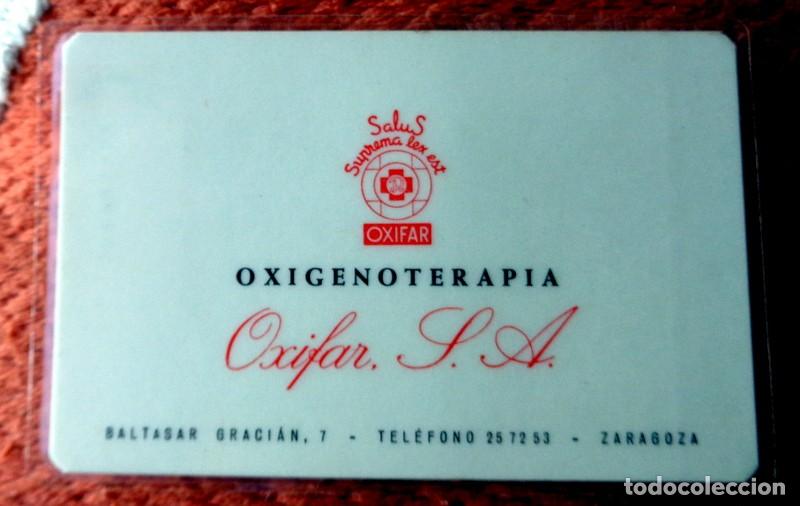 SaluS
Suprema lex est
OXIFAR
OXIGENOTERAPIA
Oxifar, S. A.
BALTASAR GRACIÁN, 7 - TELÉFONO 25 72 53 - ZARAGOZA
todocoleccion